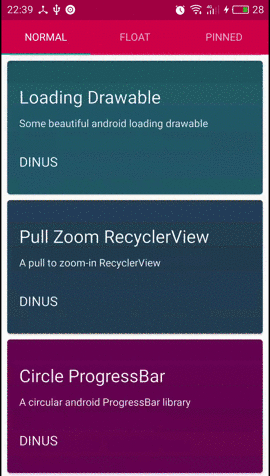 22:39 28
NORMAL FLOAT PINNED
Loading Drawable
Some beautiful android loading drawable
DINUS
Pull Zoom RecyclerView
A pull to zoom-in RecyclerView
DINUS
Circle ProgressBar
A circular android ProgressBar library
DINUS